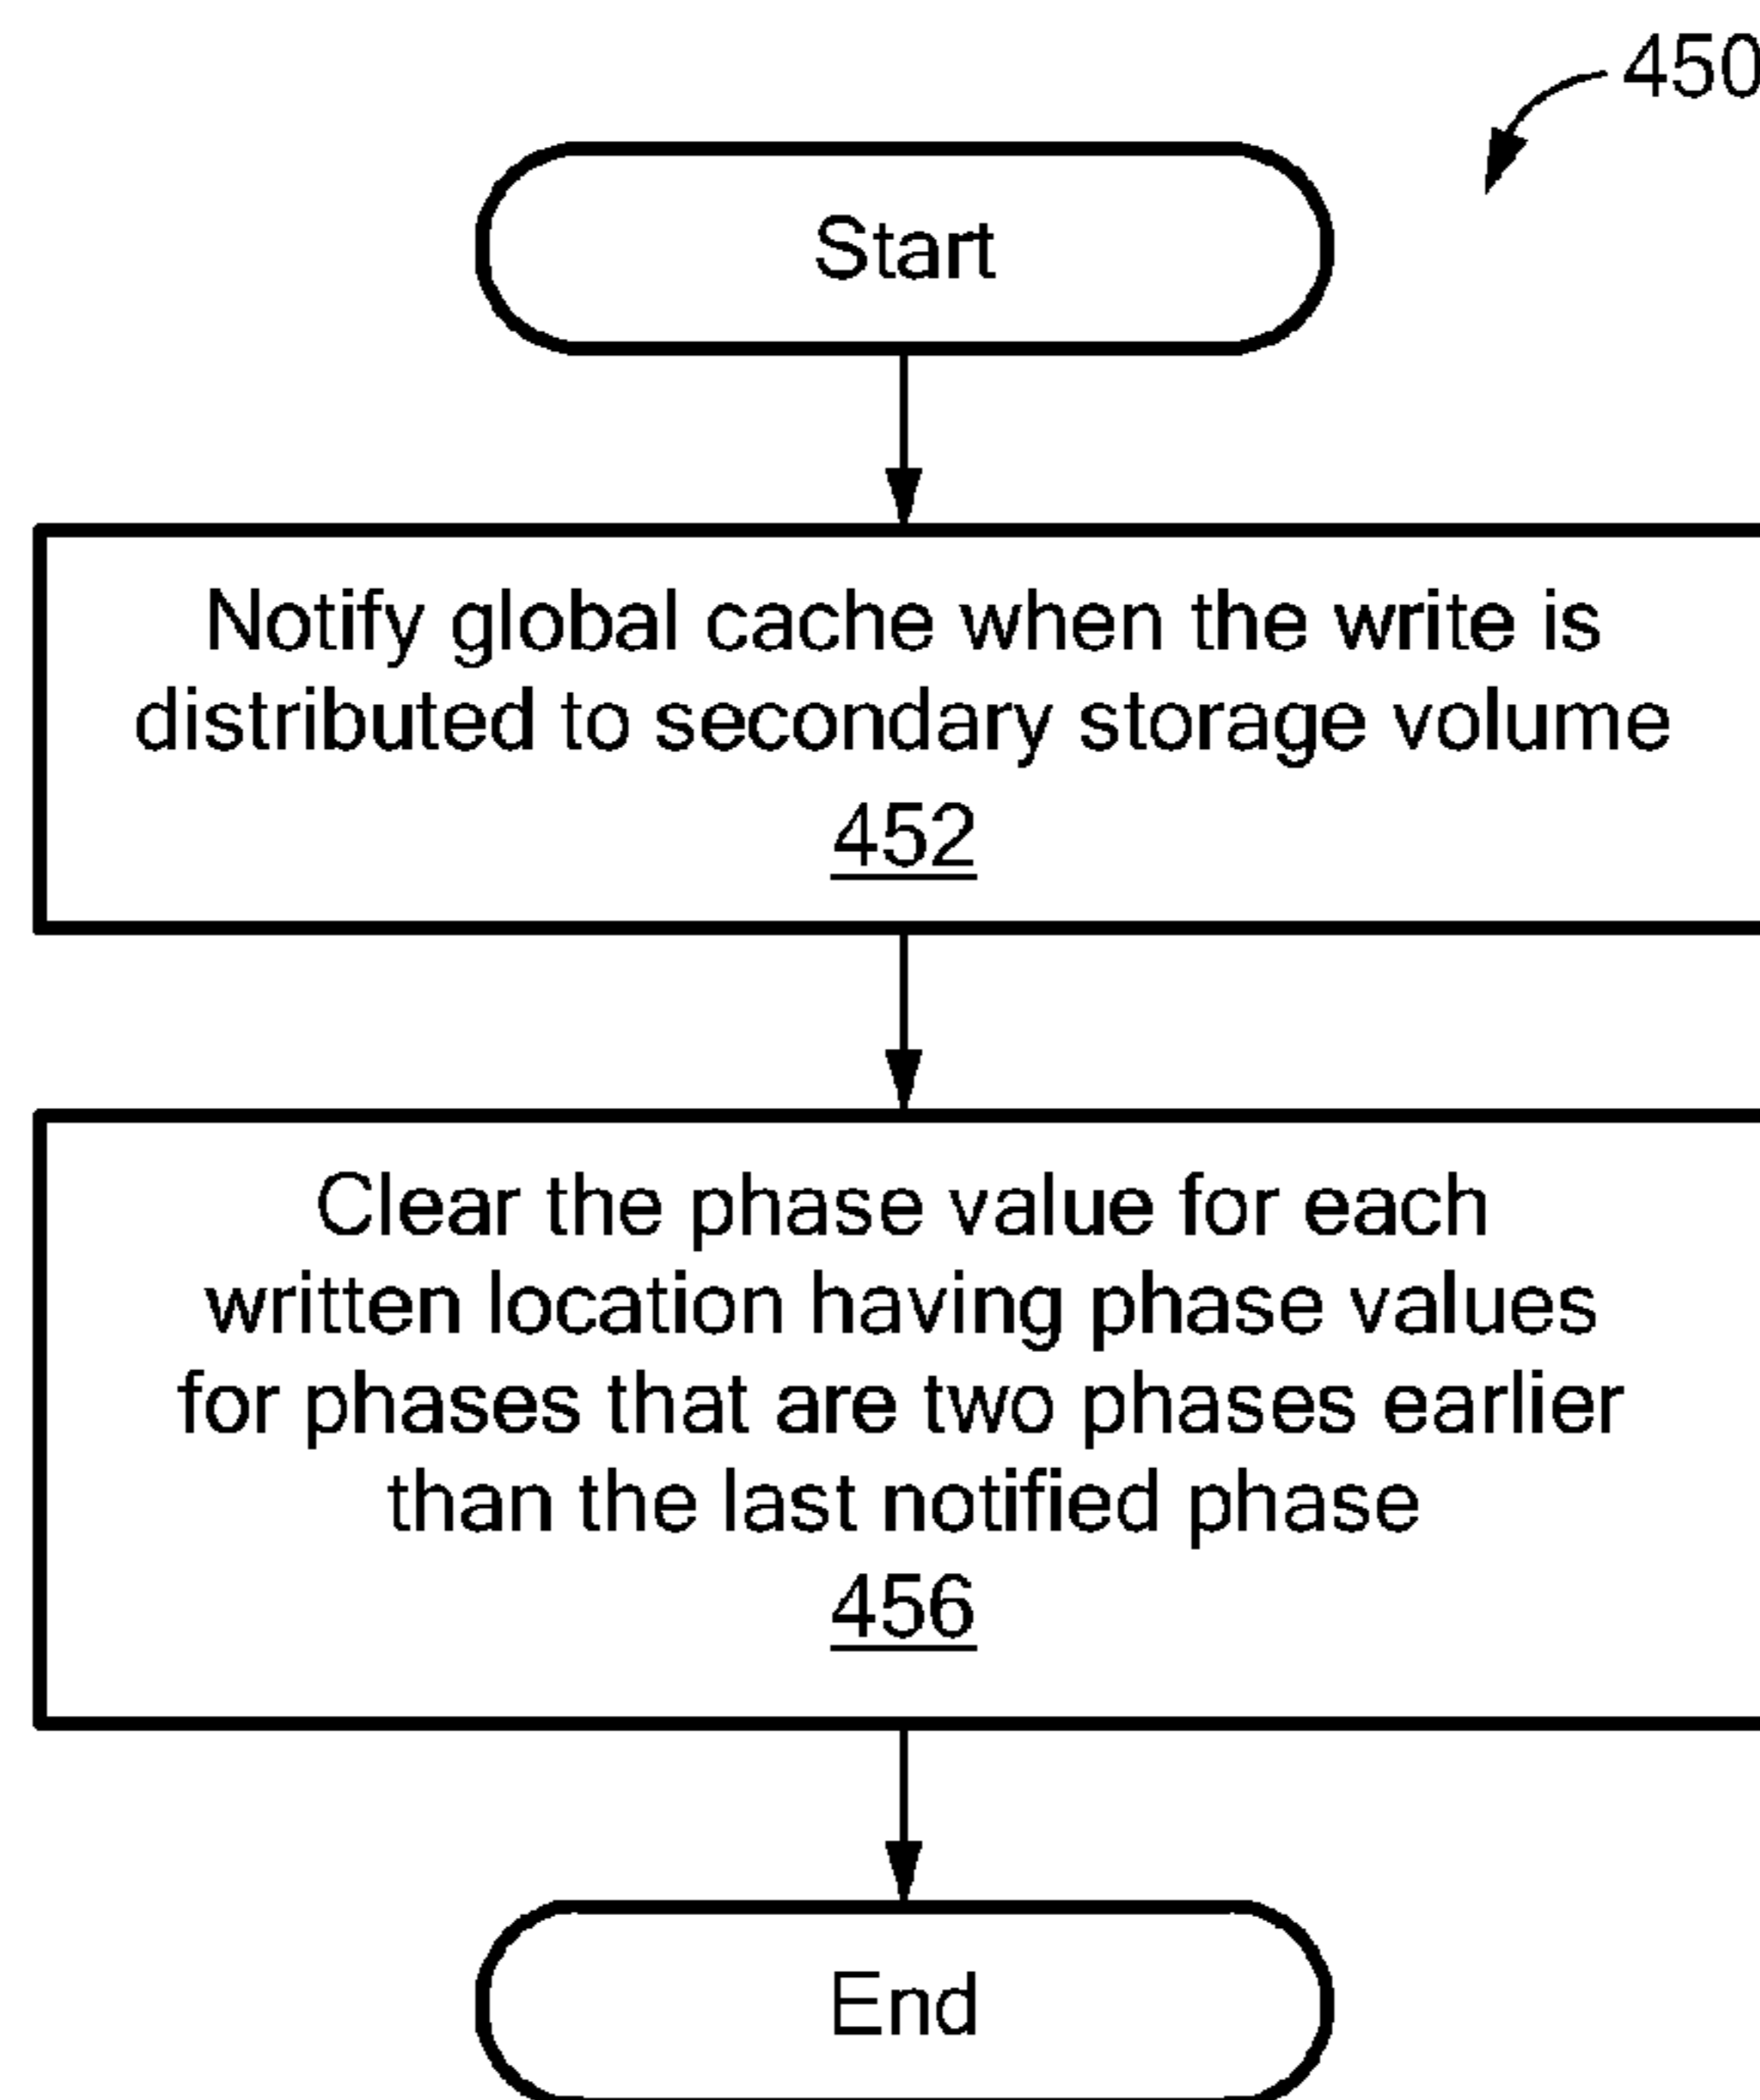 450
Start
Notify global cache when the write is
distributed to secondary storage volume
452
Clear the phase value for each
written location having phase values
for phases that are two phases earlier
than the last notified phase
456
End